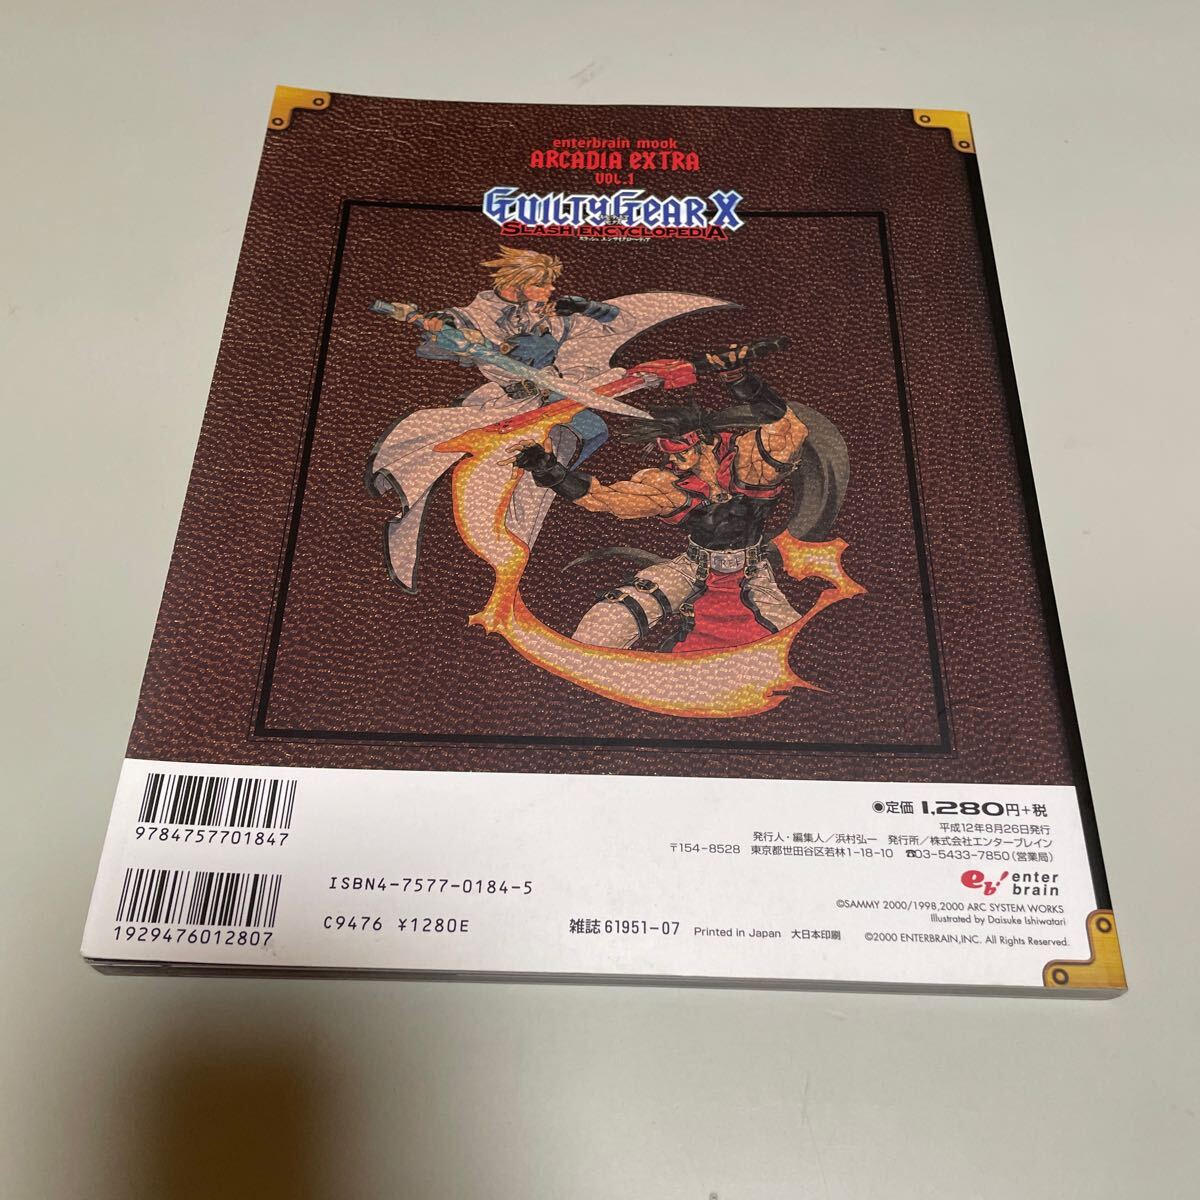 enterbrain mook
ARCADIA EXTRA
VOL.1
GUILTY GEAR X
SLASH ENCYCLOPEDIA
9784757701847
1929476012807
ISBN4-7577-0184-5
C9476 ¥1280E
雑誌 61951-07
Printed in Japan 大日本印刷
●定価 1,280円+税
平成12年8月26日発行
発行人・編集人／浜村弘一 発行所／株式会社エンターブレイン
〒154-8528 東京都世田谷区若林1-18-10 ☎03-5433-7850(営業局)
eb! enter
brain
©SAMMY 2000/1998,2000 ARC SYSTEM WORKS
Illustrated by Daisuke Ishiwatari
©2000 ENTERBRAIN,INC. All Rights Reserved.